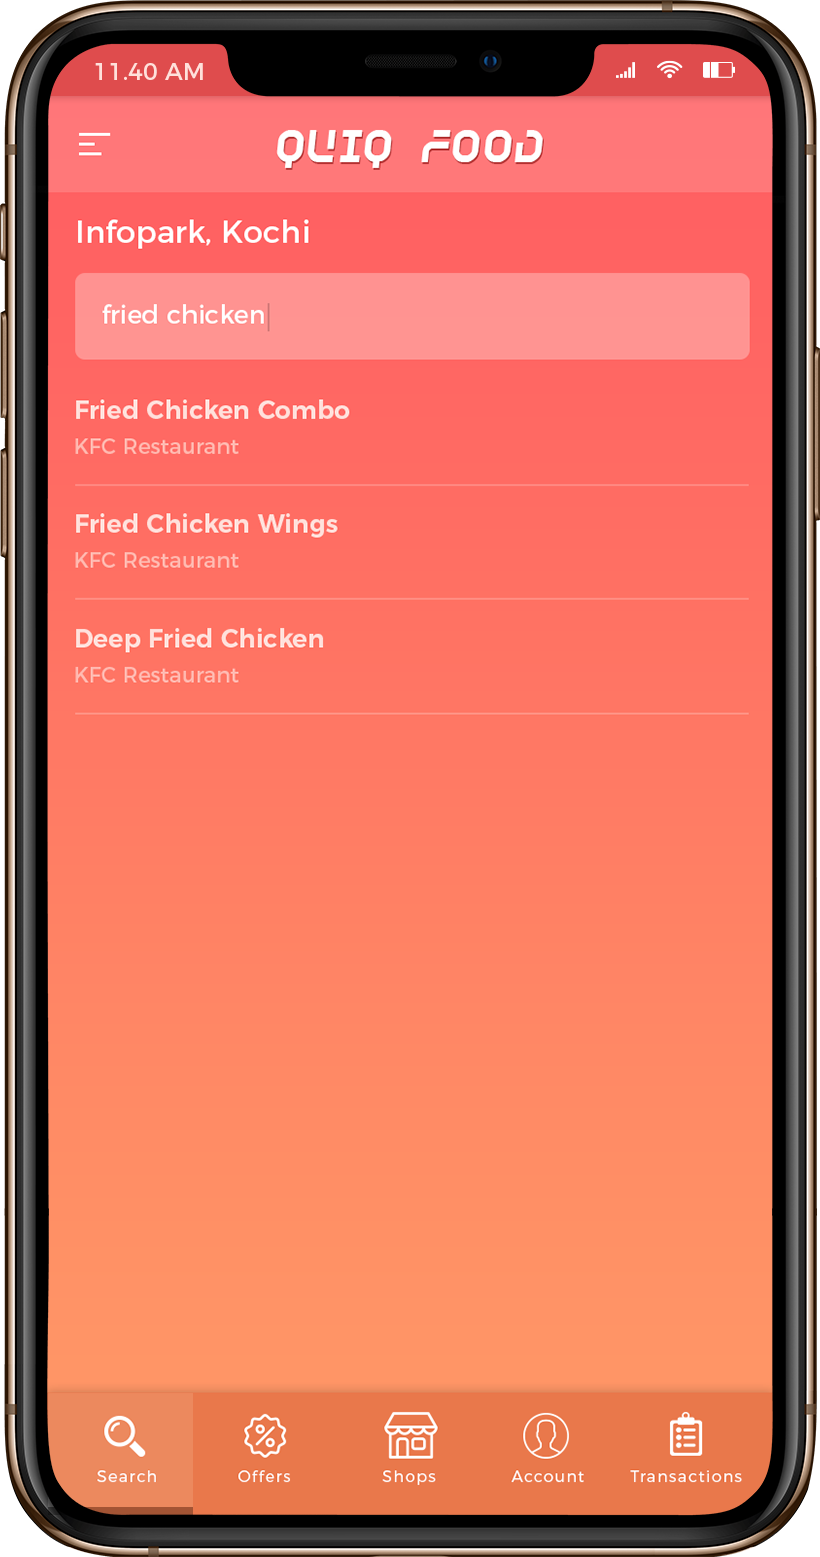 11.40 AM
QUIQ FOOD
Infopark, Kochi
fried chicken
Fried Chicken Combo
KFC Restaurant
Fried Chicken Wings
KFC Restaurant
Deep Fried Chicken
KFC Restaurant
Search Offers Shops Account Transactions